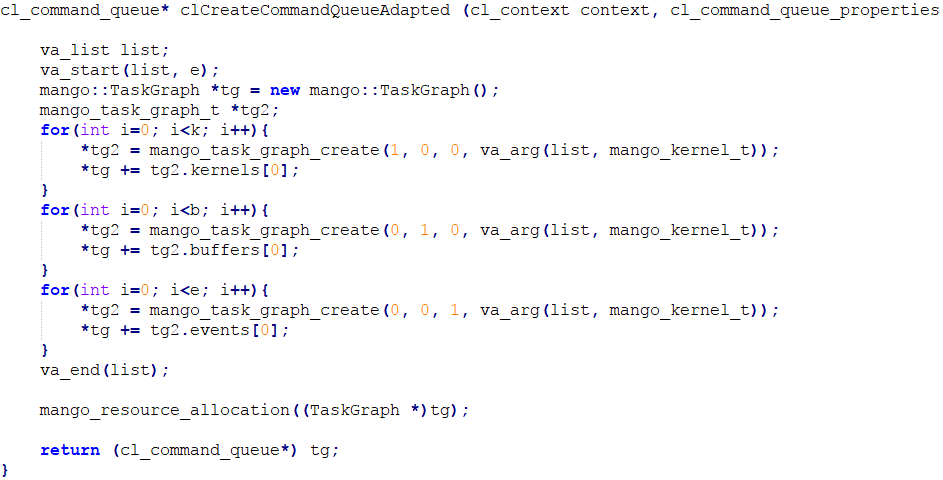 cl_command_queue* clCreateCommandQueueAdapted (cl_context context, cl_command_queue_properties
va_list list;
va_start(list, e);
mango::TaskGraph *tg = new mango::TaskGraph();
mango_task_graph_t *tg2;
for(int i=0; i<k; i++){
*tg2 = mango_task_graph_create(1, 0, 0, va_arg(list, mango_kernel_t));
*tg += tg2.kernels[0];
}
for(int i=0; i<b; i++){
*tg2 = mango_task_graph_create(0, 1, 0, va_arg(list, mango_kernel_t));
*tg += tg2.buffers[0];
}
for(int i=0; i<e; i++){
*tg2 = mango_task_graph_create(0, 0, 1, va_arg(list, mango_kernel_t));
*tg += tg2.events[0];
}
va_end(list);
mango_resource_allocation((TaskGraph *)tg);
return (cl_command_queue*) tg;
}